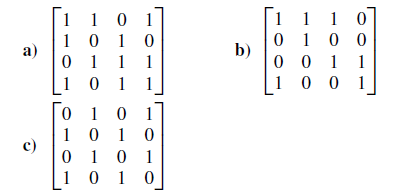 a) [1 1 0 1
1 0 1 0
0 1 1 1
1 0 1 1]
b) [1 1 1 0
0 1 0 0
0 0 1 1
1 0 0 1]
c) [0 1 0 1
1 0 1 0
0 1 0 1
1 0 1 0]